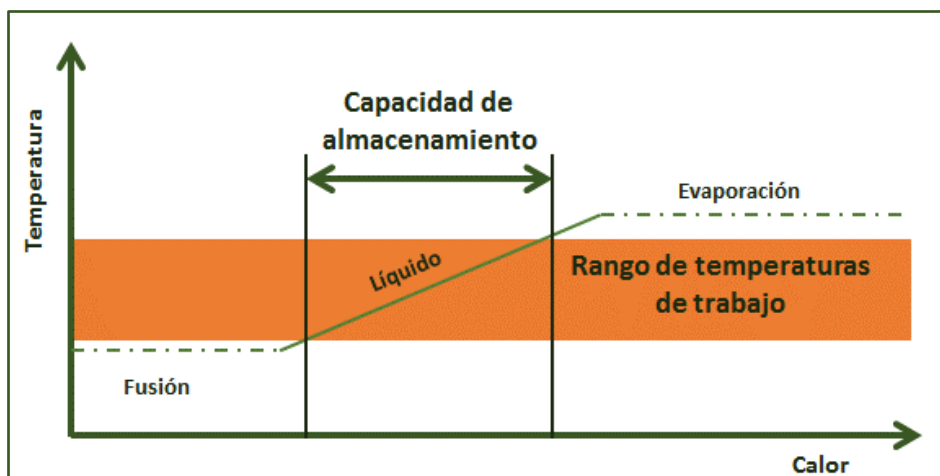 Capacidad de
almacenamiento
Temperatura
Evaporación
Líquido
Rango de temperaturas
de trabajo
Fusión
Calor